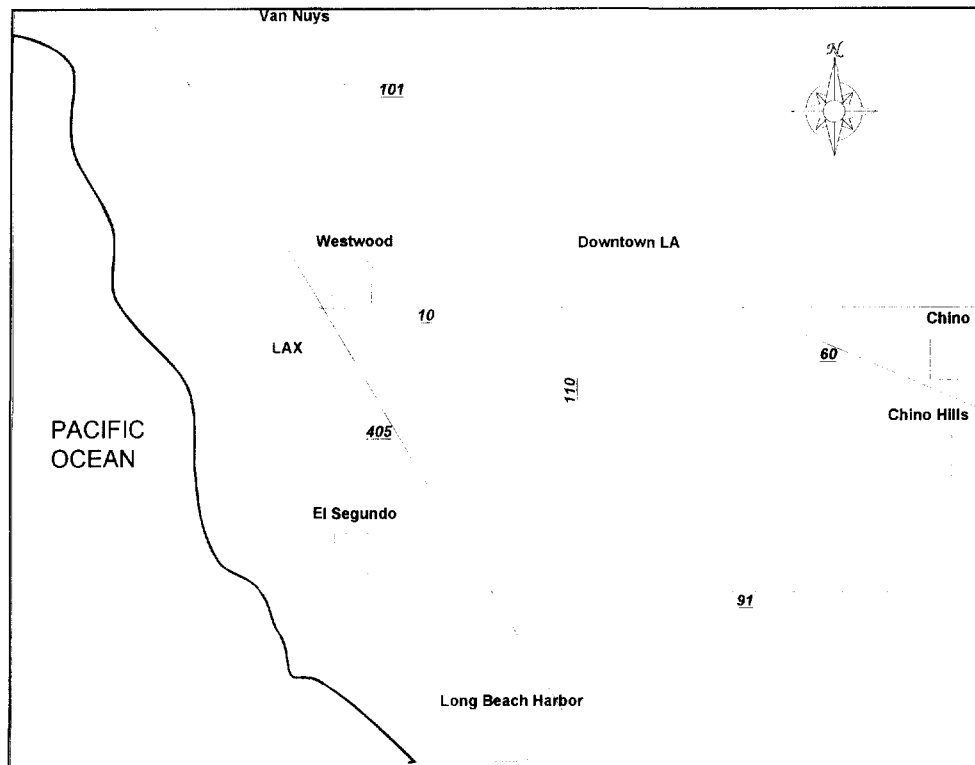 Van Nuys
N
101
Westwood
Downtown LA
10
Chino
LAX
60
110
Chino Hills
405
PACIFIC
OCEAN
El Segundo
91
Long Beach Harbor